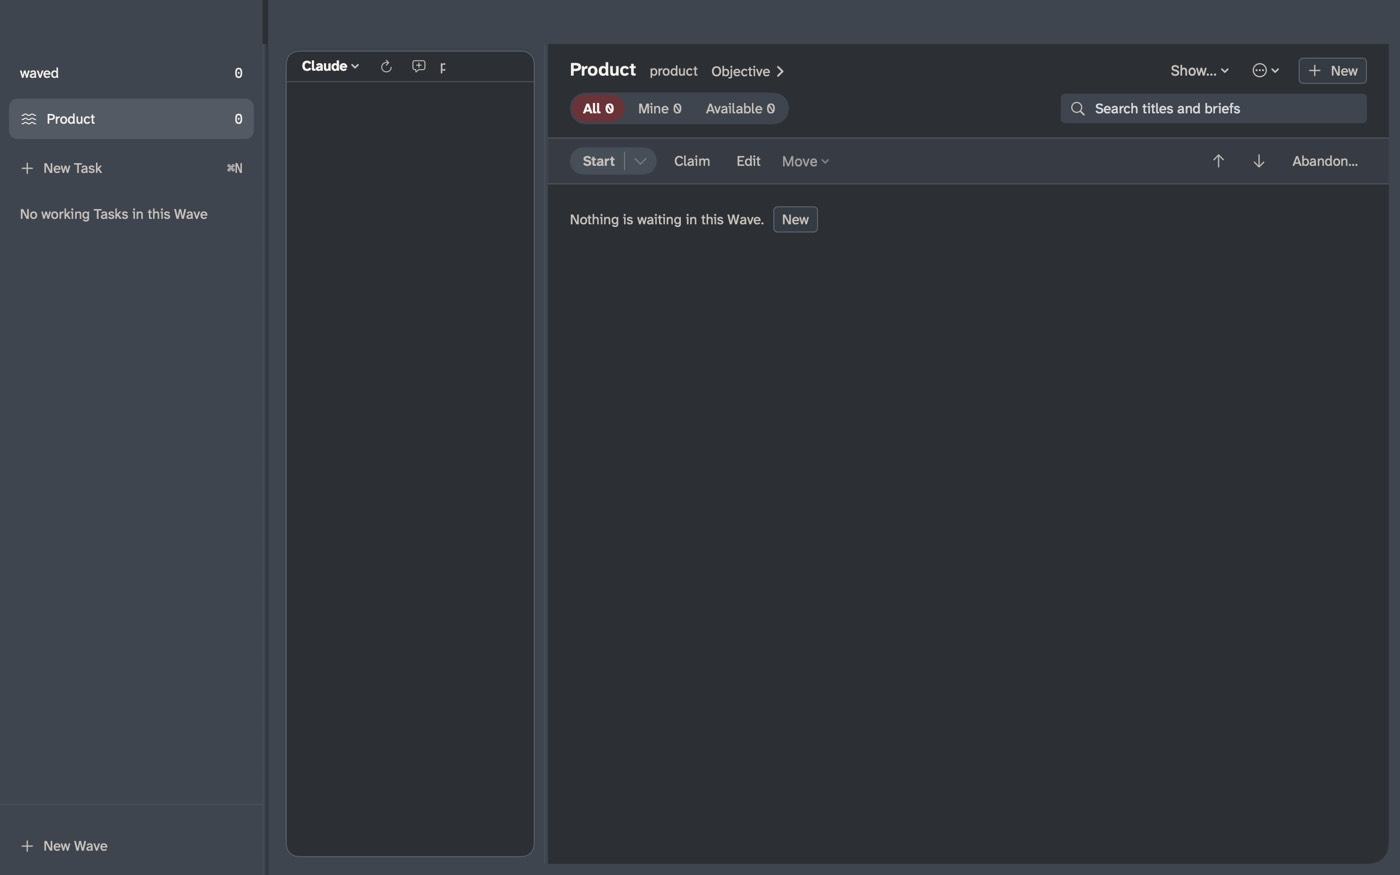 waved 0
Product 0
New Task ⌘N
No working Tasks in this Wave
New Wave
Claude
Product product Objective
Show...
New
All 0 Mine 0 Available 0
Search titles and briefs
Start Claim Edit Move
Abandon...
Nothing is waiting in this Wave. New